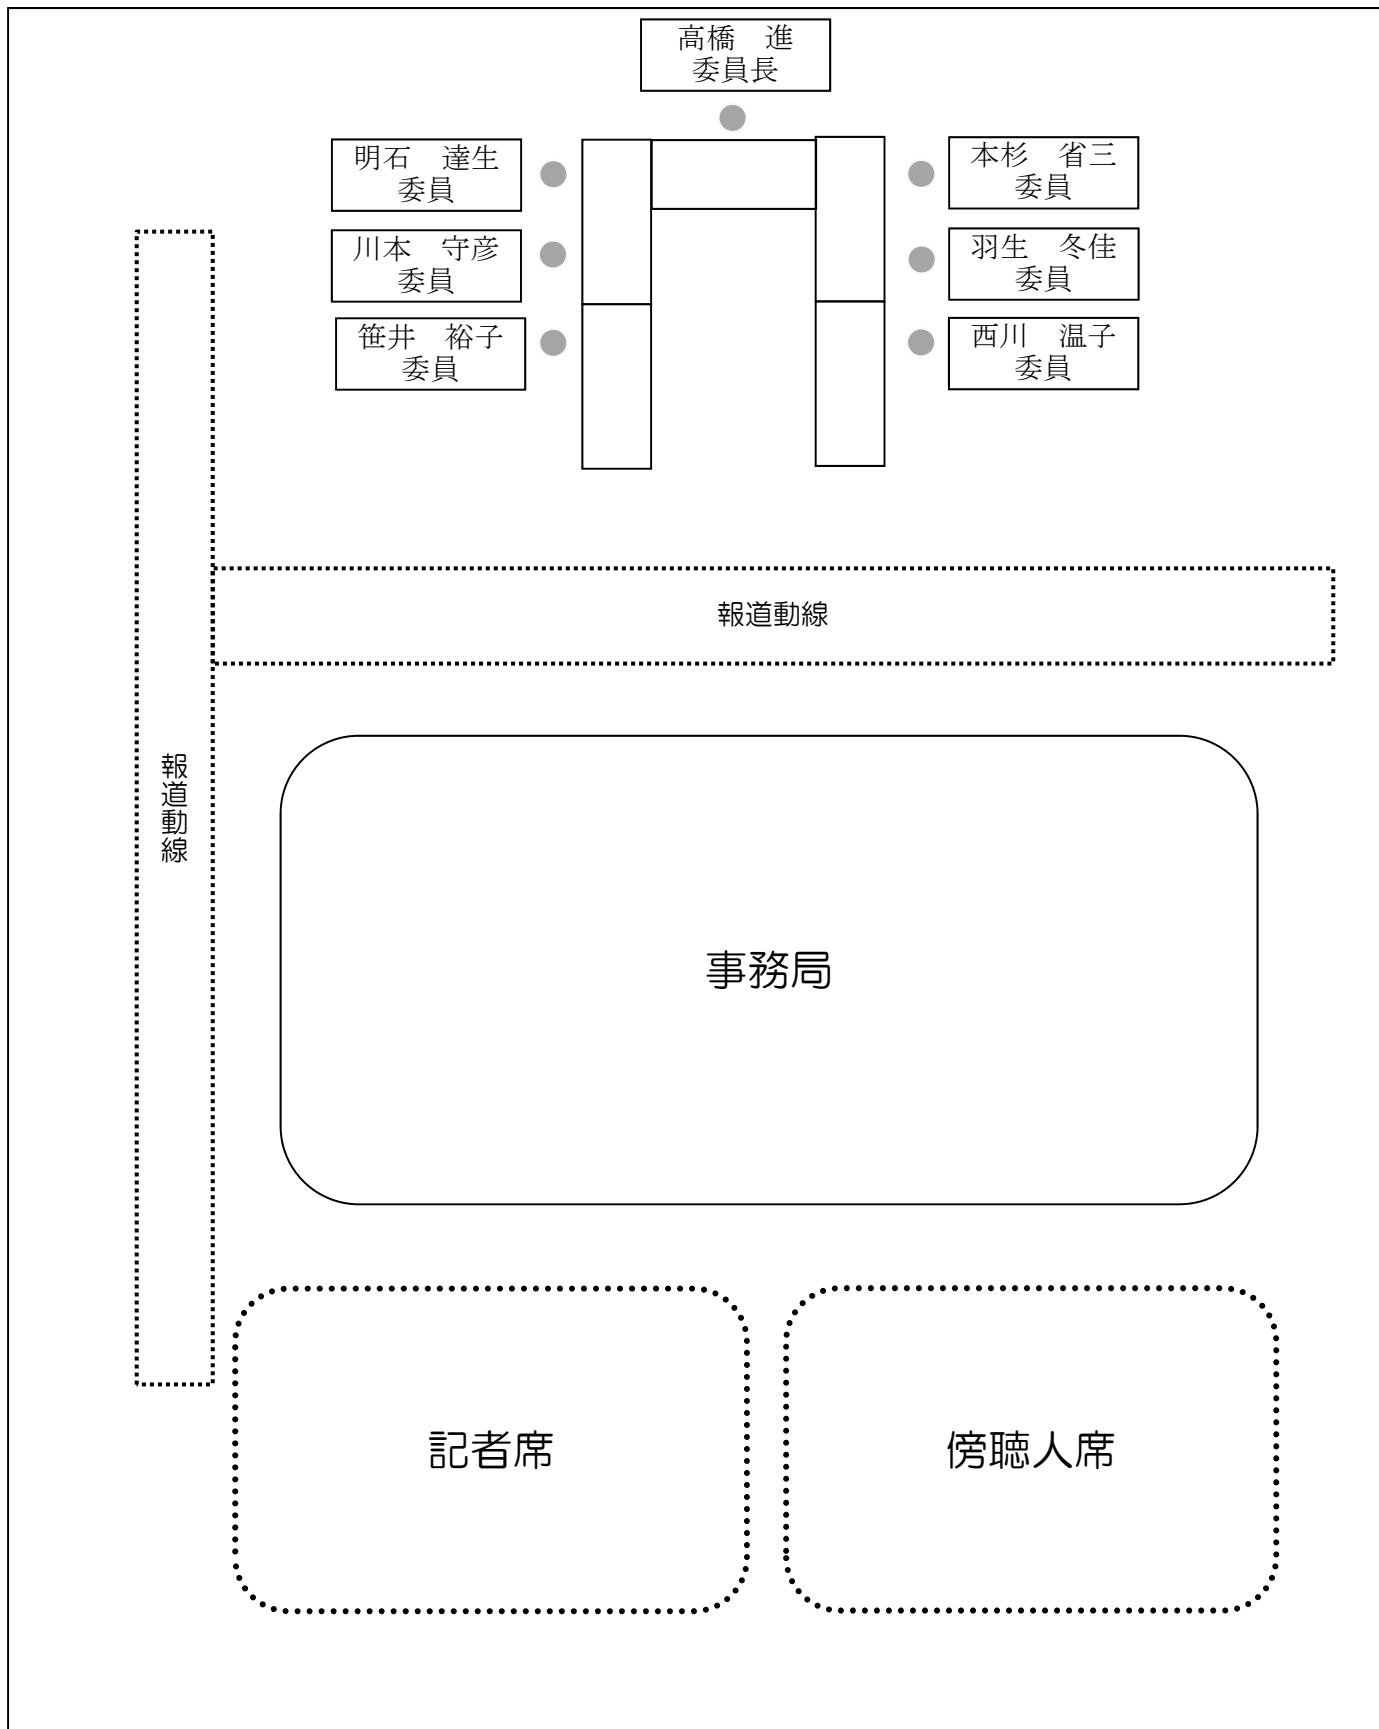 高橋　進
委員長
明石　達生
委員
本杉　省三
委員
川本　守彦
委員
羽生　冬佳
委員
笹井　裕子
委員
西川　温子
委員
報道動線
報道動線
事務局
記者席
傍聴人席